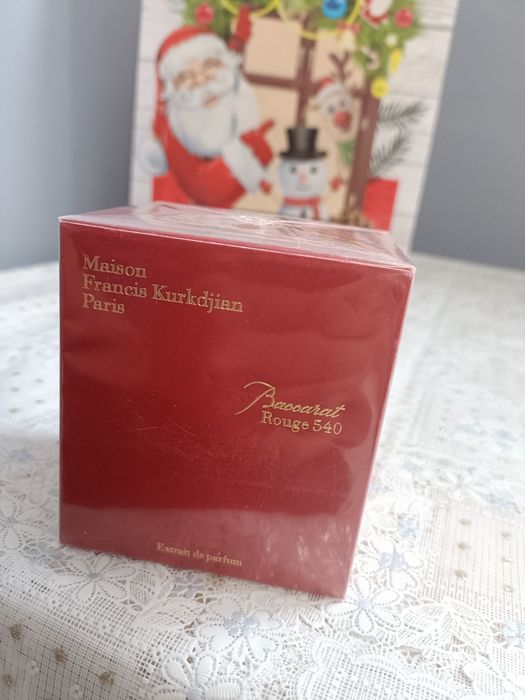 Maison
Francis Kurkdjian
Paris
Baccarat
Rouge 540
Extrait de parfum